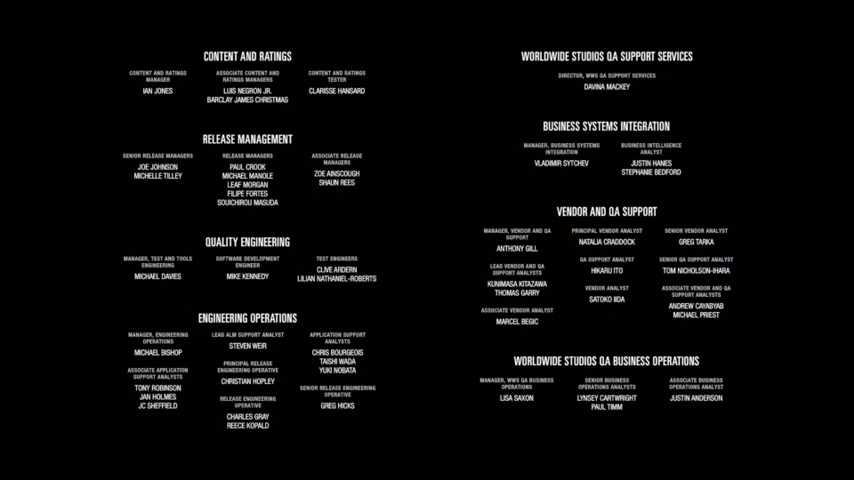 CONTENT AND RATINGS
CONTENT AND RATINGS
MANAGER
IAN JONES
ASSOCIATE CONTENT AND
RATINGS MANAGERS
LUIS NEGRON JR.
BARCLAY JAMES CHRISTMAS
CONTENT AND RATINGS
TESTER
CLARISSE HANSARD
RELEASE MANAGEMENT
SENIOR RELEASE MANAGERS
JOE JOHNSON
MICHELLE TILLEY
RELEASE MANAGERS
PAUL CROOK
MICHAEL MANOLE
LEAF MORGAN
FILIPE FORTES
SOUICHIROU MASUDA
ASSOCIATE RELEASE
MANAGERS
ZOE AINSCOUGH
SHAUN REES
QUALITY ENGINEERING
MANAGER, TEST AND TOOLS
ENGINEERING
MICHAEL DAVIES
SOFTWARE DEVELOPMENT
ENGINEER
MIKE KENNEDY
TEST ENGINEERS
CLIVE ARDERN
LILIAN NATHANIEL-ROBERTS
ENGINEERING OPERATIONS
MANAGER, ENGINEERING
OPERATIONS
MICHAEL BISHOP
ASSOCIATE APPLICATION
SUPPORT ANALYSTS
TONY ROBINSON
JAN HOLMES
JC SHEFFIELD
LEAD ALM SUPPORT ANALYST
STEVEN WEIR
PRINCIPAL RELEASE
ENGINEERING OPERATIVE
CHRISTIAN HOPLEY
RELEASE ENGINEERING
OPERATIVE
CHARLES GRAY
REECE KOPALD
APPLICATION SUPPORT
ANALYSTS
CHRIS BOURGEOIS
TAISHI WADA
YUKI NOBATA
SENIOR RELEASE ENGINEERING
OPERATIVE
GREG HICKS
WORLDWIDE STUDIOS QA SUPPORT SERVICES
DIRECTOR, WWS QA SUPPORT SERVICES
DAVINA MACKEY
BUSINESS SYSTEMS INTEGRATION
MANAGER, BUSINESS SYSTEMS
INTEGRATION
VLADIMIR SYTCHEV
BUSINESS INTELLIGENCE
ANALYST
JUSTIN HANES
STEPHANIE BEDFORD
VENDOR AND QA SUPPORT
MANAGER, VENDOR AND QA
SUPPORT
ANTHONY GILL
LEAD VENDOR AND QA
SUPPORT ANALYSTS
KUNIMASA KITAZAWA
THOMAS GARRY
ASSOCIATE VENDOR ANALYST
MARCEL BEGIC
PRINCIPAL VENDOR ANALYST
NATALIA CRADDOCK
QA SUPPORT ANALYST
HIKARU ITO
VENDOR ANALYST
SATOKO IIDA
SENIOR VENDOR ANALYST
GREG TARKA
SENIOR QA SUPPORT ANALYST
TOM NICHOLSON-IHARA
ASSOCIATE VENDOR AND QA
SUPPORT ANALYSTS
ANDREW CAYABYAB
MICHAEL PRIEST
WORLDWIDE STUDIOS QA BUSINESS OPERATIONS
MANAGER, WWS QA BUSINESS
OPERATIONS
LISA SAXON
SENIOR BUSINESS
OPERATIONS ANALYSTS
LYNSEY CARTWRIGHT
PAUL TIMM
ASSOCIATE BUSINESS
OPERATIONS ANALYST
JUSTIN ANDERSON